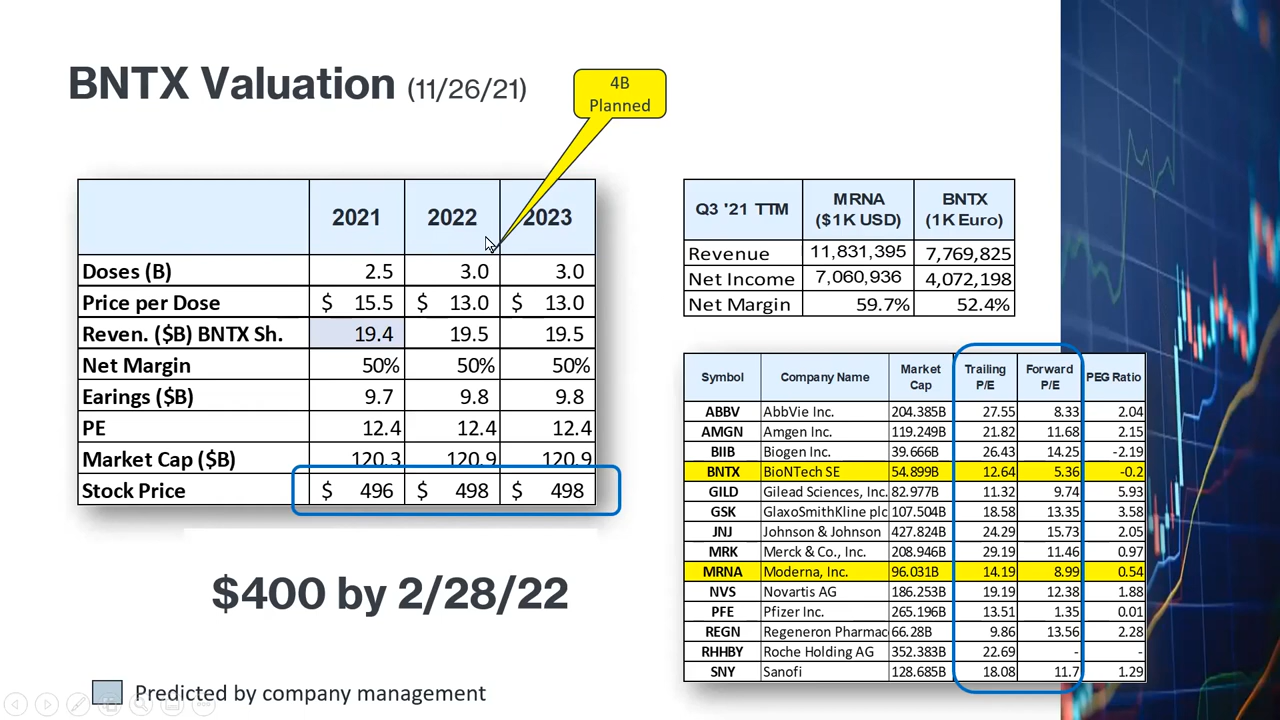 BNTX Valuation (11/26/21)
4B
Planned
2021 2022 2023
Doses (B) 2.5 3.0 3.0
Price per Dose $ 15.5 $ 13.0 $ 13.0
Reven. ($B) BNTX Sh. 19.4 19.5 19.5
Net Margin 50% 50% 50%
Earings ($B) 9.7 9.8 9.8
PE 12.4 12.4 12.4
Market Cap ($B) 120.3 120.9 120.9
Stock Price $ 496 $ 498 $ 498
$400 by 2/28/22
Predicted by company management
Q3 '21 TTM MRNA ($1K USD) BNTX (1K Euro)
Revenue 11,831,395 7,769,825
Net Income 7,060,936 4,072,198
Net Margin 59.7% 52.4%
Symbol Company Name Market Cap Trailing P/E Forward P/E PEG Ratio
ABBV AbbVie Inc. 204.385B 27.55 8.33 2.04
AMGN Amgen Inc. 119.249B 21.82 11.68 2.15
BIIB Biogen Inc. 39.666B 26.43 14.25 -2.19
BNTX BioNTech SE 54.899B 12.64 5.36 -0.2
GILD Gilead Sciences, Inc. 82.977B 11.32 9.74 5.93
GSK GlaxoSmithKline plc 107.504B 18.58 13.35 3.58
JNJ Johnson & Johnson 427.824B 24.29 15.73 2.05
MRK Merck & Co., Inc. 208.946B 29.19 11.46 0.97
MRNA Moderna, Inc. 96.031B 14.19 8.99 0.54
NVS Novartis AG 186.253B 19.19 12.38 1.88
PFE Pfizer Inc. 265.196B 13.51 1.35 0.01
REGN Regeneron Pharmac 66.28B 9.86 13.56 2.28
RHHBY Roche Holding AG 352.383B 22.69 - -
SNY Sanofi 128.685B 18.08 11.7 1.29